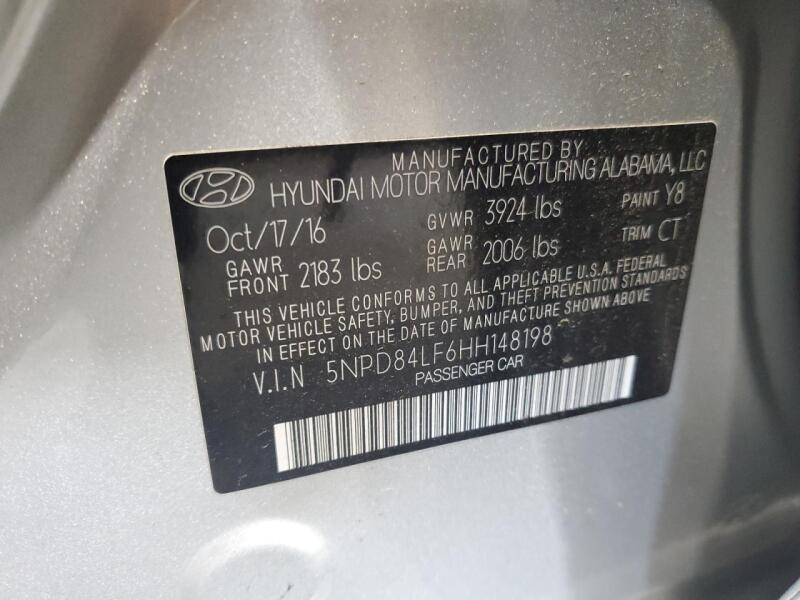 MANUFACTURED BY
HYUNDAI MOTOR MANUFACTURING ALABAMA, LLC
Oct/17/16 GVWR 3924 lbs PAINT Y8
GAWR FRONT 2183 lbs GAWR REAR 2006 lbs TRIM CT
THIS VEHICLE CONFORMS TO ALL APPLICABLE U.S.A. FEDERAL
MOTOR VEHICLE SAFETY, BUMPER, AND THEFT PREVENTION STANDARDS
IN EFFECT ON THE DATE OF MANUFACTURE SHOWN ABOVE
V.I.N 5NPD84LF6HH148198
PASSENGER CAR